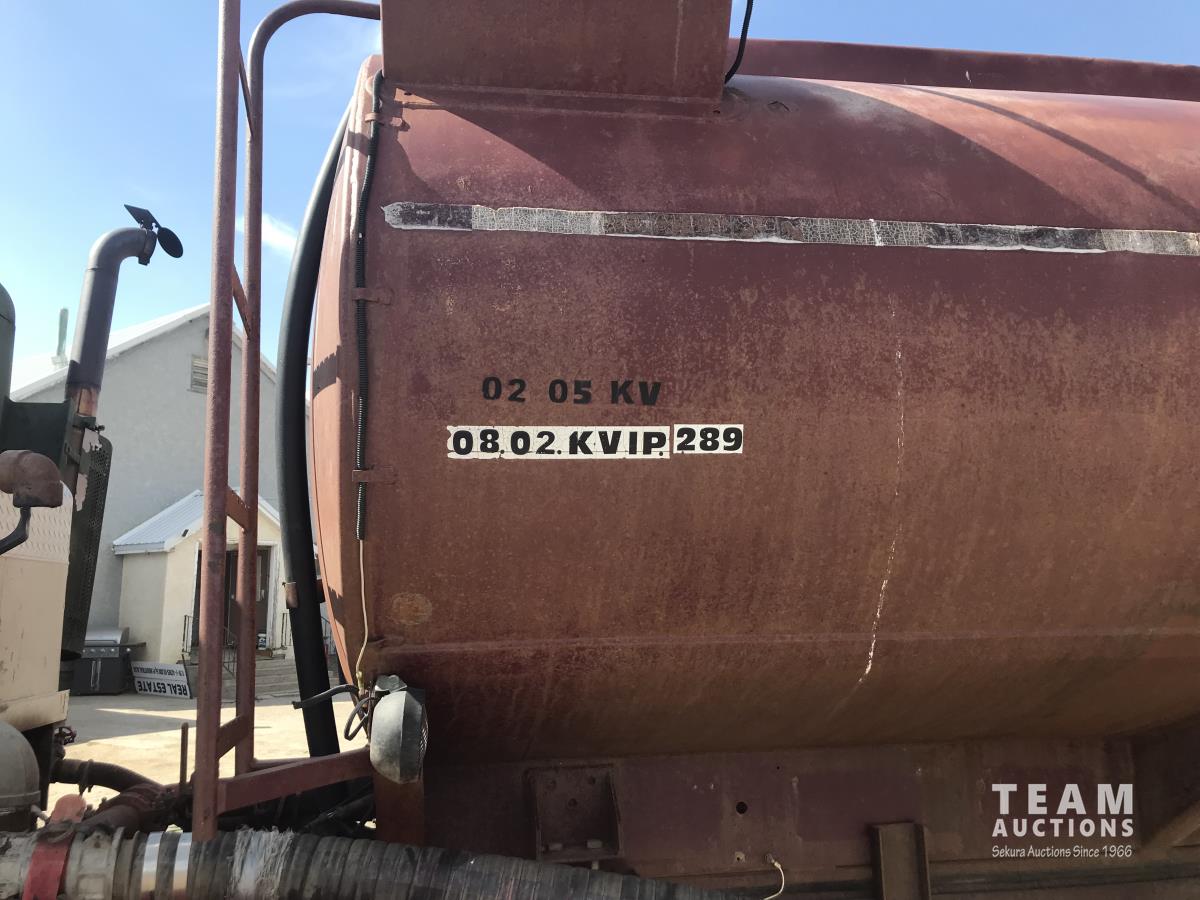 02 05 KV
08.02.KVIP.289
REAL ESTATE
TEAM
AUCTIONS
Sekura Auctions Since 1966